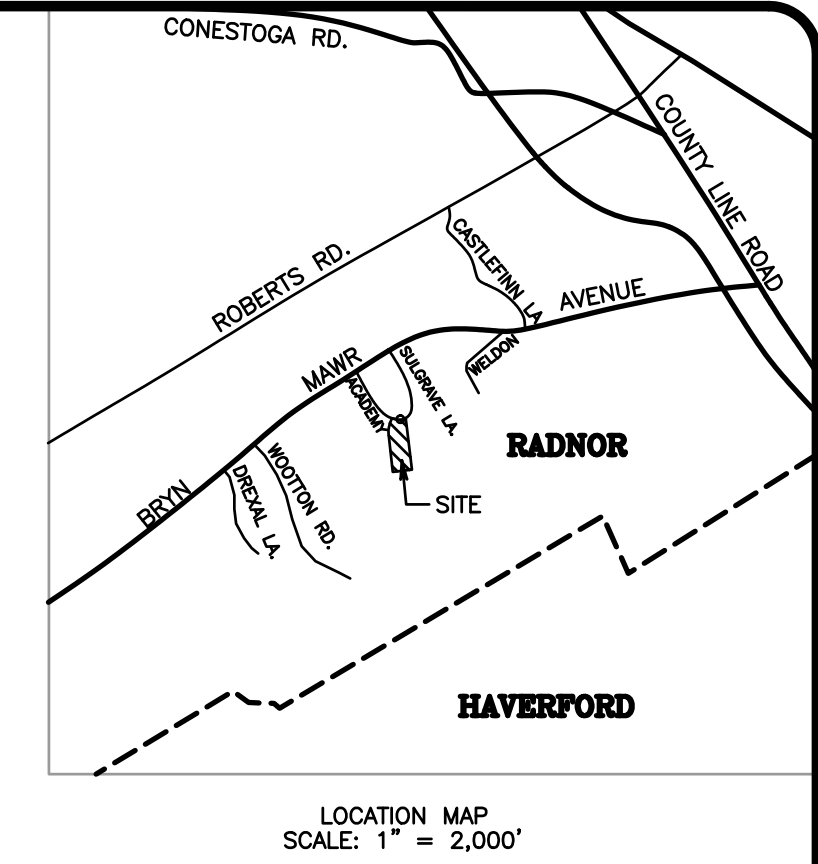 CONESTOGA RD.
COUNTY LINE ROAD
ROBERTS RD.
CASTLEFINN LA
BRYN MAWR AVENUE
WELDON
SULGRAVE LA.
ACADEMY
RADNOR
WOOTTON RD.
DREXAL LA.
SITE
HAVERFORD
LOCATION MAP
SCALE: 1" = 2,000'